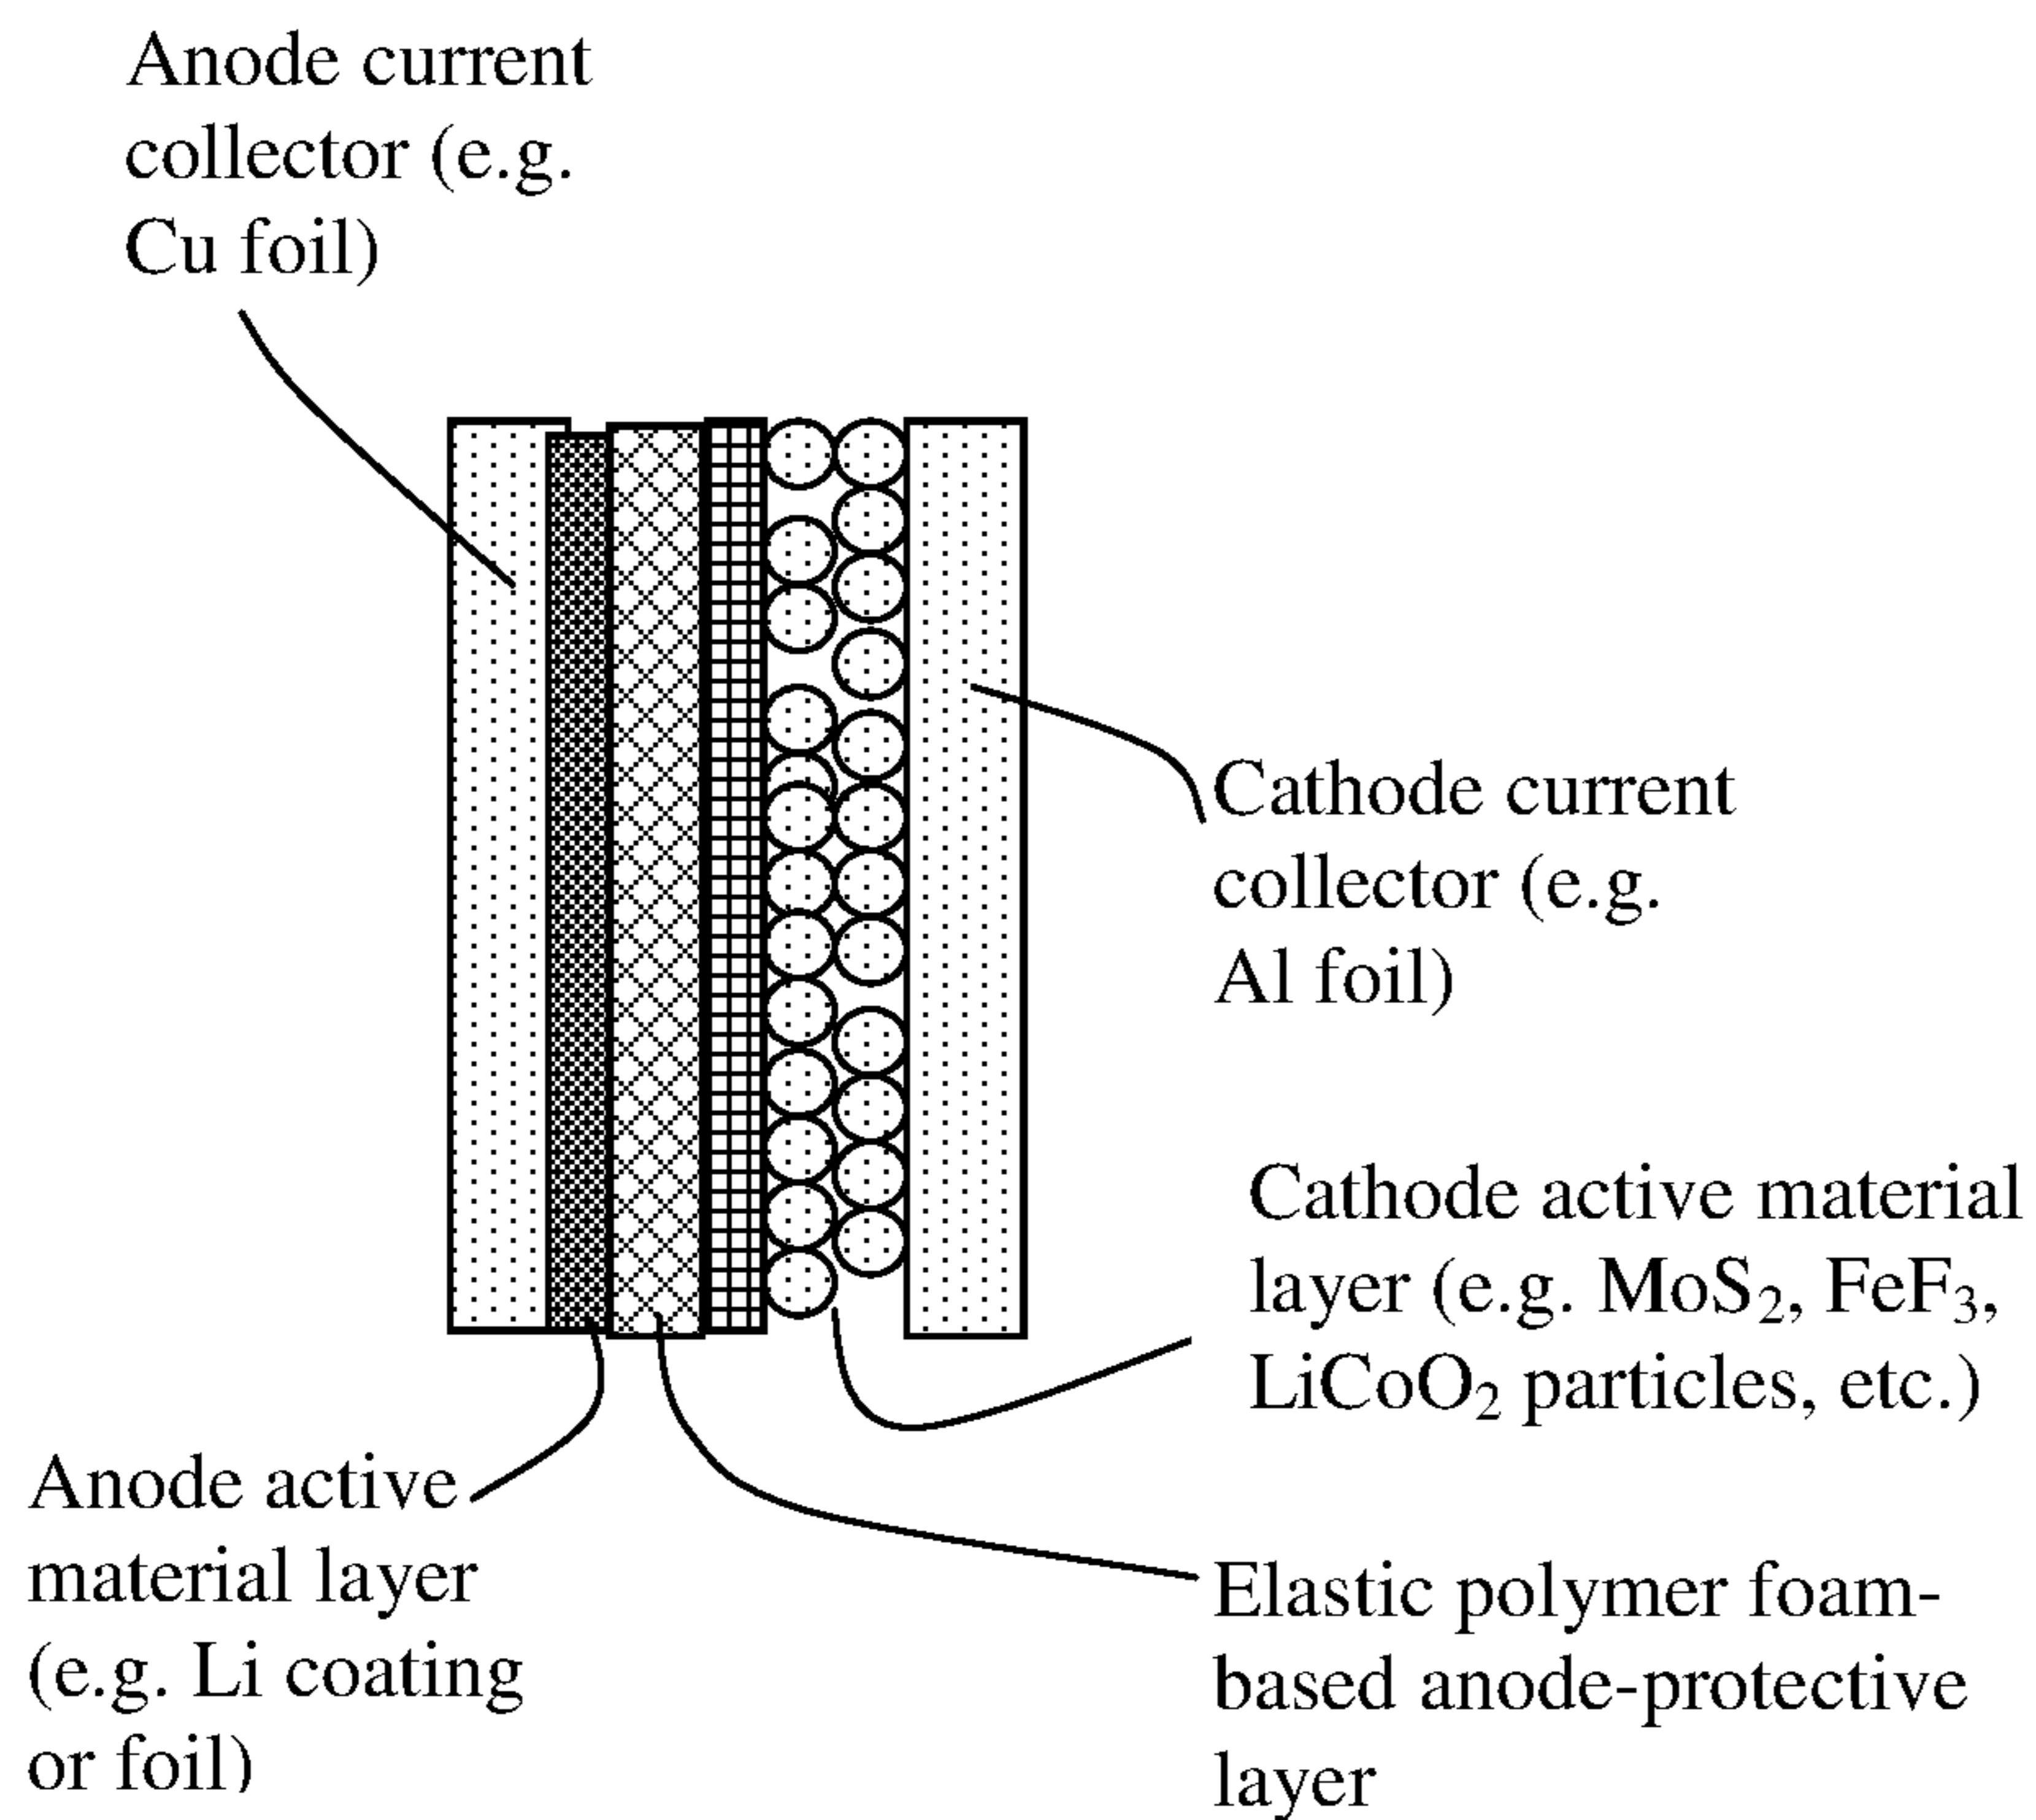 Anode current
collector (e.g.
Cu foil)
Cathode current
collector (e.g.
Al foil)
Cathode active material
layer (e.g. MoS₂, FeF₃,
LiCoO₂ particles, etc.)
Anode active
material layer
(e.g. Li coating
or foil)
Elastic polymer foam-
based anode-protective
layer